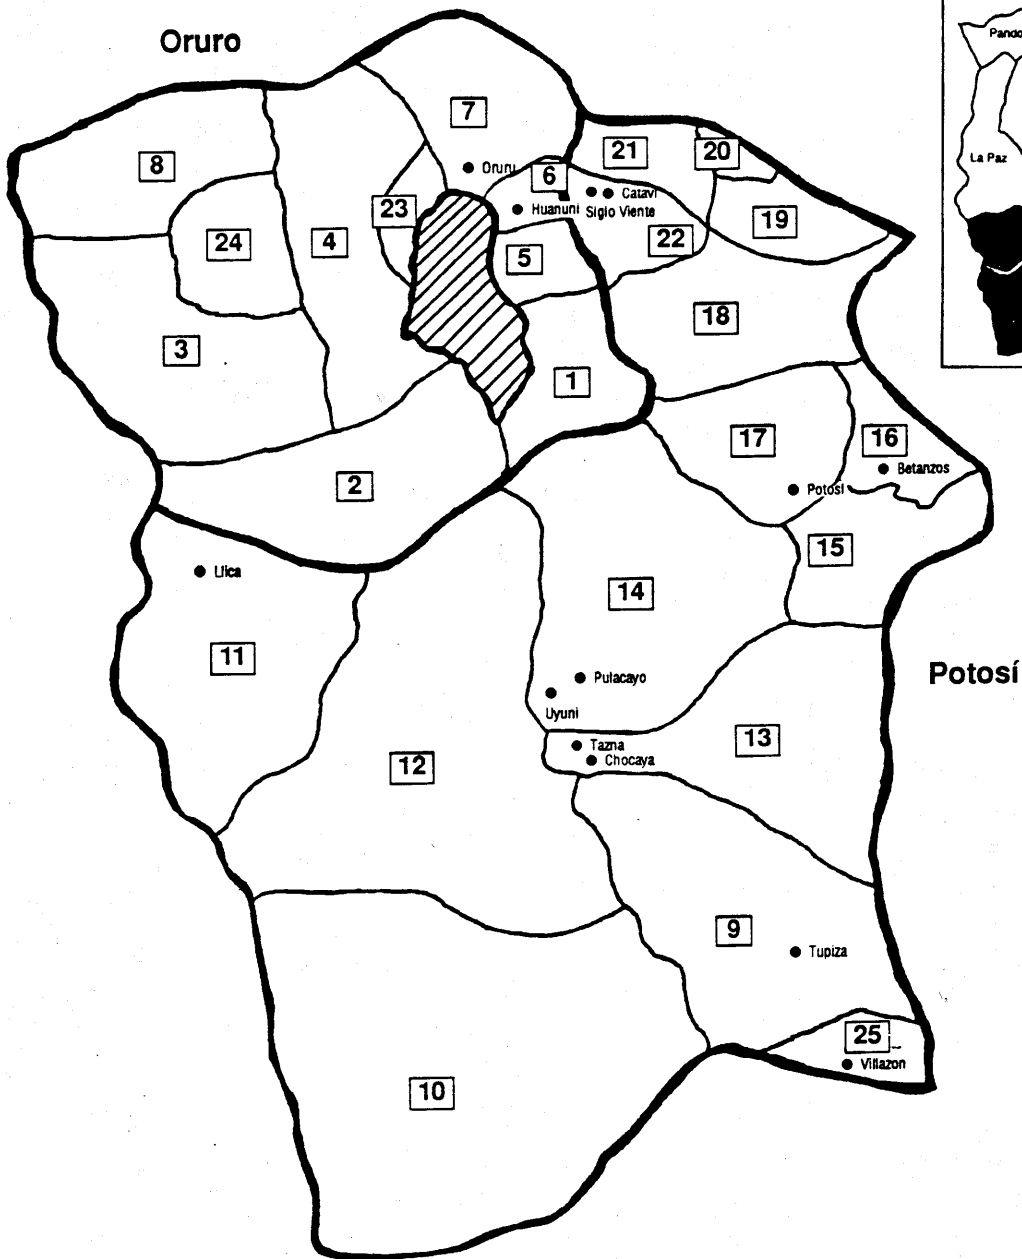 Oruro
Pando
7
21
20
8
Oruru
6
La Paz
Catavi
Huanuni
Siglo Viente
23
19
24
4
22
5
18
3
1
17
16
Betanzos
2
Potosí
15
Llica
14
11
Potosí
Pulacayo
Uyuni
13
Tazna
12
Chocaya
9
Tupiza
25
Villazon
10